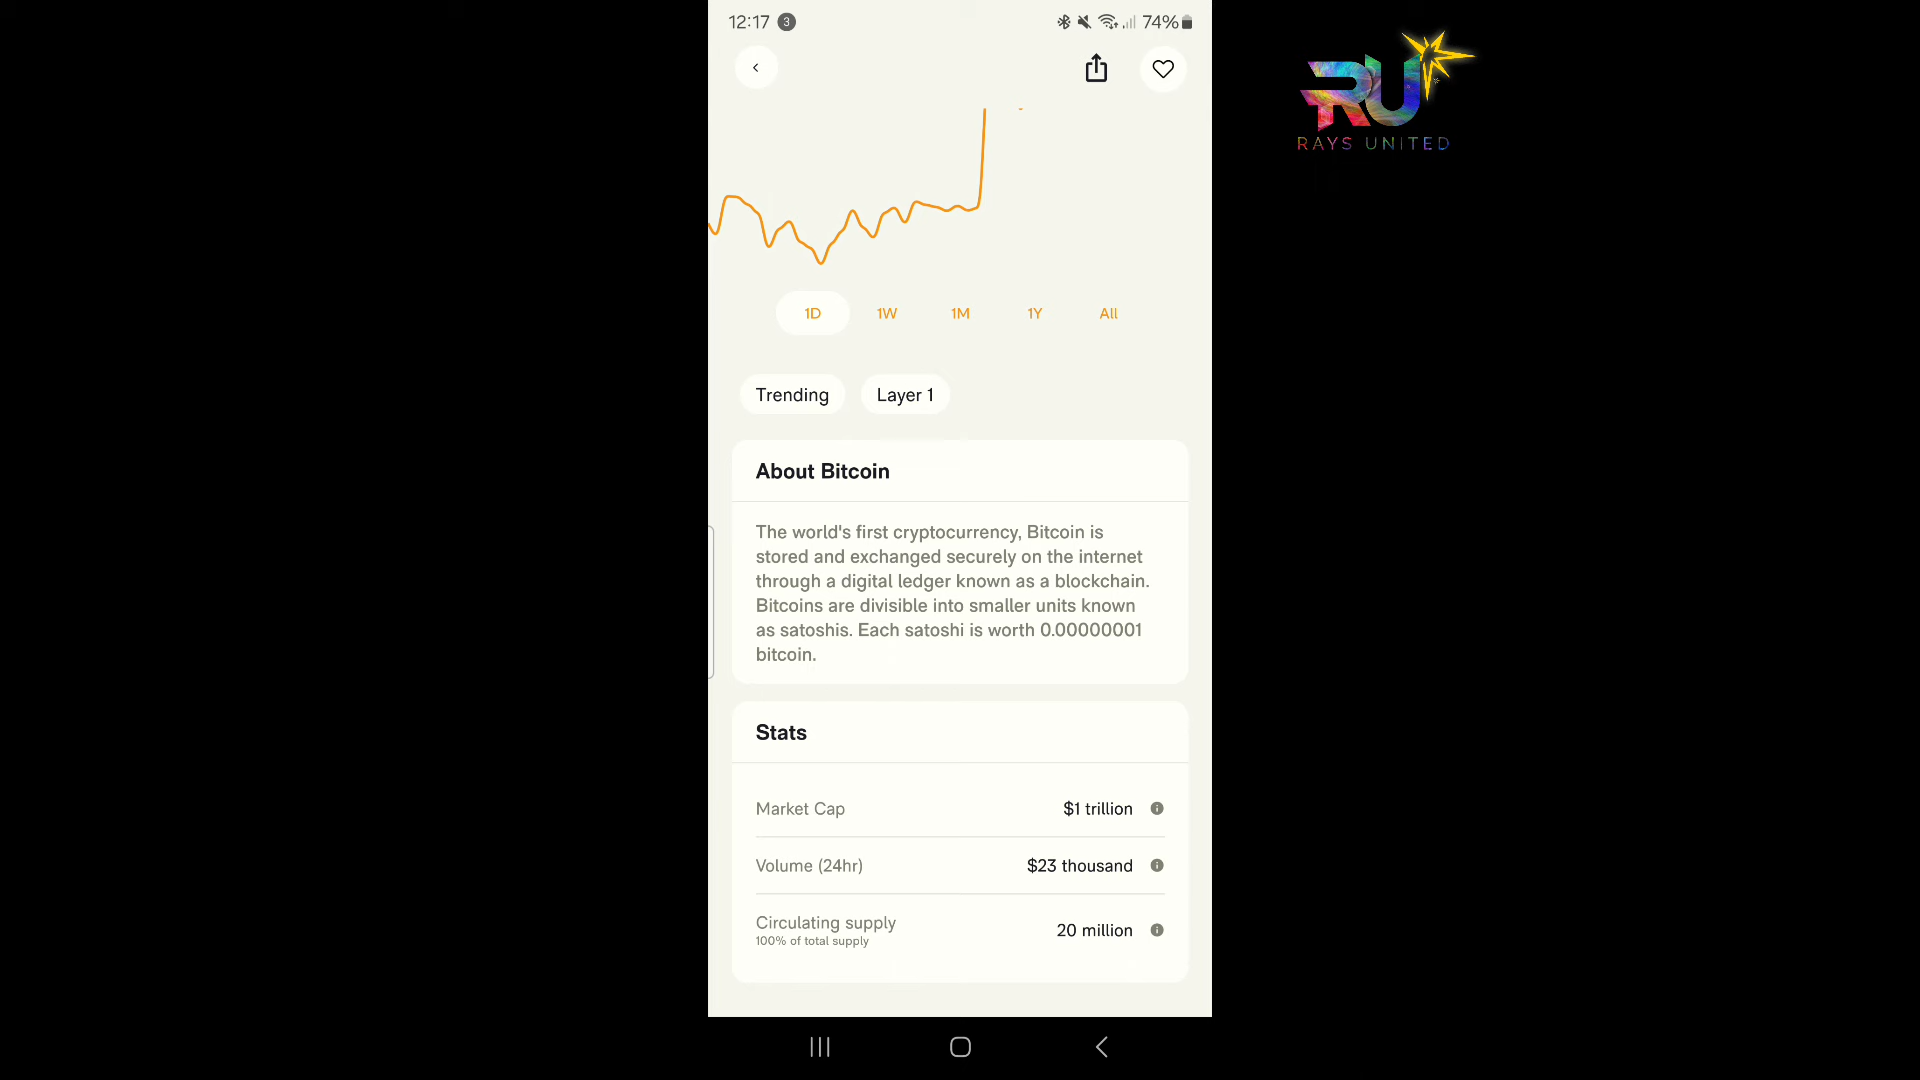 12:17 3 74%
RU
RAYS UNITED
1D 1W 1M 1Y All
Trending Layer 1
About Bitcoin
The world's first cryptocurrency, Bitcoin is
stored and exchanged securely on the internet
through a digital ledger known as a blockchain.
Bitcoins are divisible into smaller units known
as satoshis. Each satoshi is worth 0.00000001
bitcoin.
Stats
Market Cap $1 trillion
Volume (24hr) $23 thousand
Circulating supply 20 million
100% of total supply